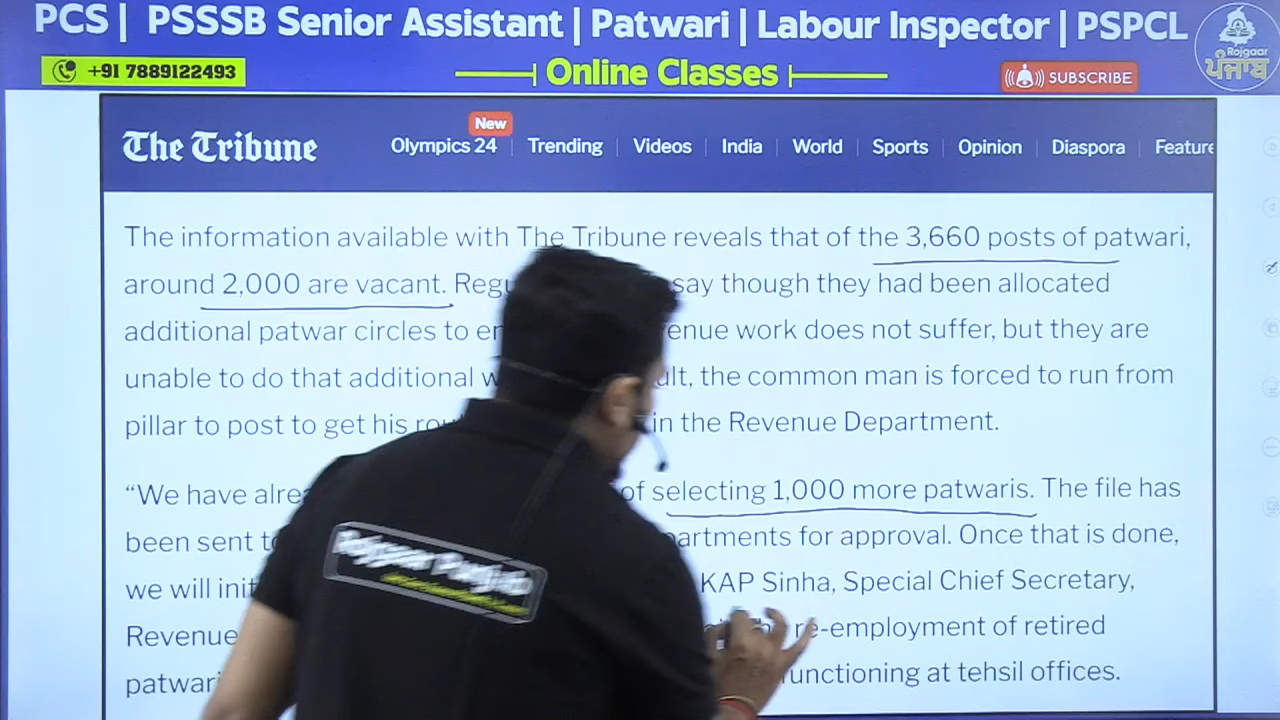 PCS | PSSSB Senior Assistant | Patwari | Labour Inspector | PSPCL
+91 7889122493
Online Classes
SUBSCRIBE
Rojgaar
ਪੰਜਾਬ
The Tribune
New
Olympics 24 | Trending | Videos | India | World | Sports | Opinion | Diaspora | Feature
The information available with The Tribune reveals that of the 3,660 posts of patwari,
around 2,000 are vacant. Regu say though they had been allocated
additional patwar circles to en enue work does not suffer, but they are
unable to do that additional w ult, the common man is forced to run from
pillar to post to get his rou in the Revenue Department.
“We have alrea of selecting 1,000 more patwaris. The file has
been sent to partments for approval. Once that is done,
we will init KAP Sinha, Special Chief Secretary,
Revenue re-employment of retired
patwari functioning at tehsil offices.
Rojgaar Punjab